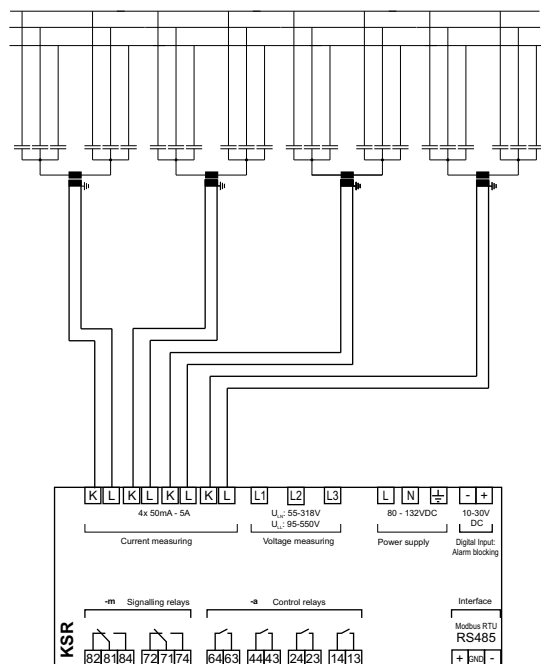 K L K L K L K L L1 L2 L3 L N - +
4x 50mA - 5A
U_LN: 55-318V
U_LL: 95-550V
80 - 132VDC
10-30V
DC
Current measuring
Voltage measuring
Power supply
Digital Input:
Alarm blocking
-m Signalling relays
-a Control relays
Interface
Modbus RTU
RS485
KSR
82 81 84 72 71 74 64 63 44 43 24 23 14 13 + GND -